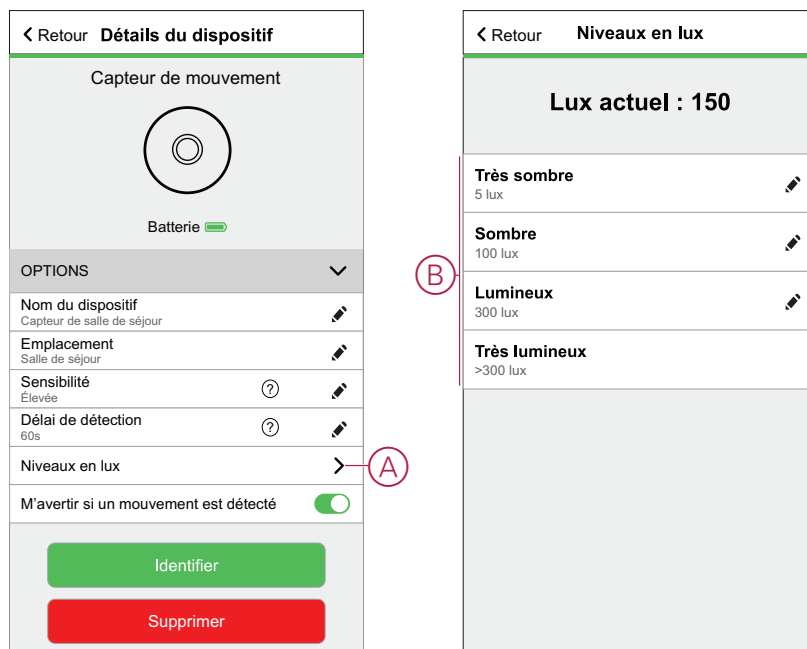 Retour Détails du dispositif
Capteur de mouvement
Batterie
OPTIONS
Nom du dispositif
Capteur de salle de séjour
Emplacement
Salle de séjour
Sensibilité
Élevée
?
Délai de détection
60s
?
Niveaux en lux
A
M'avertir si un mouvement est détecté
Identifier
Supprimer
Retour Niveaux en lux
Lux actuel : 150
B
Très sombre
5 lux
Sombre
100 lux
Lumineux
300 lux
Très lumineux
>300 lux